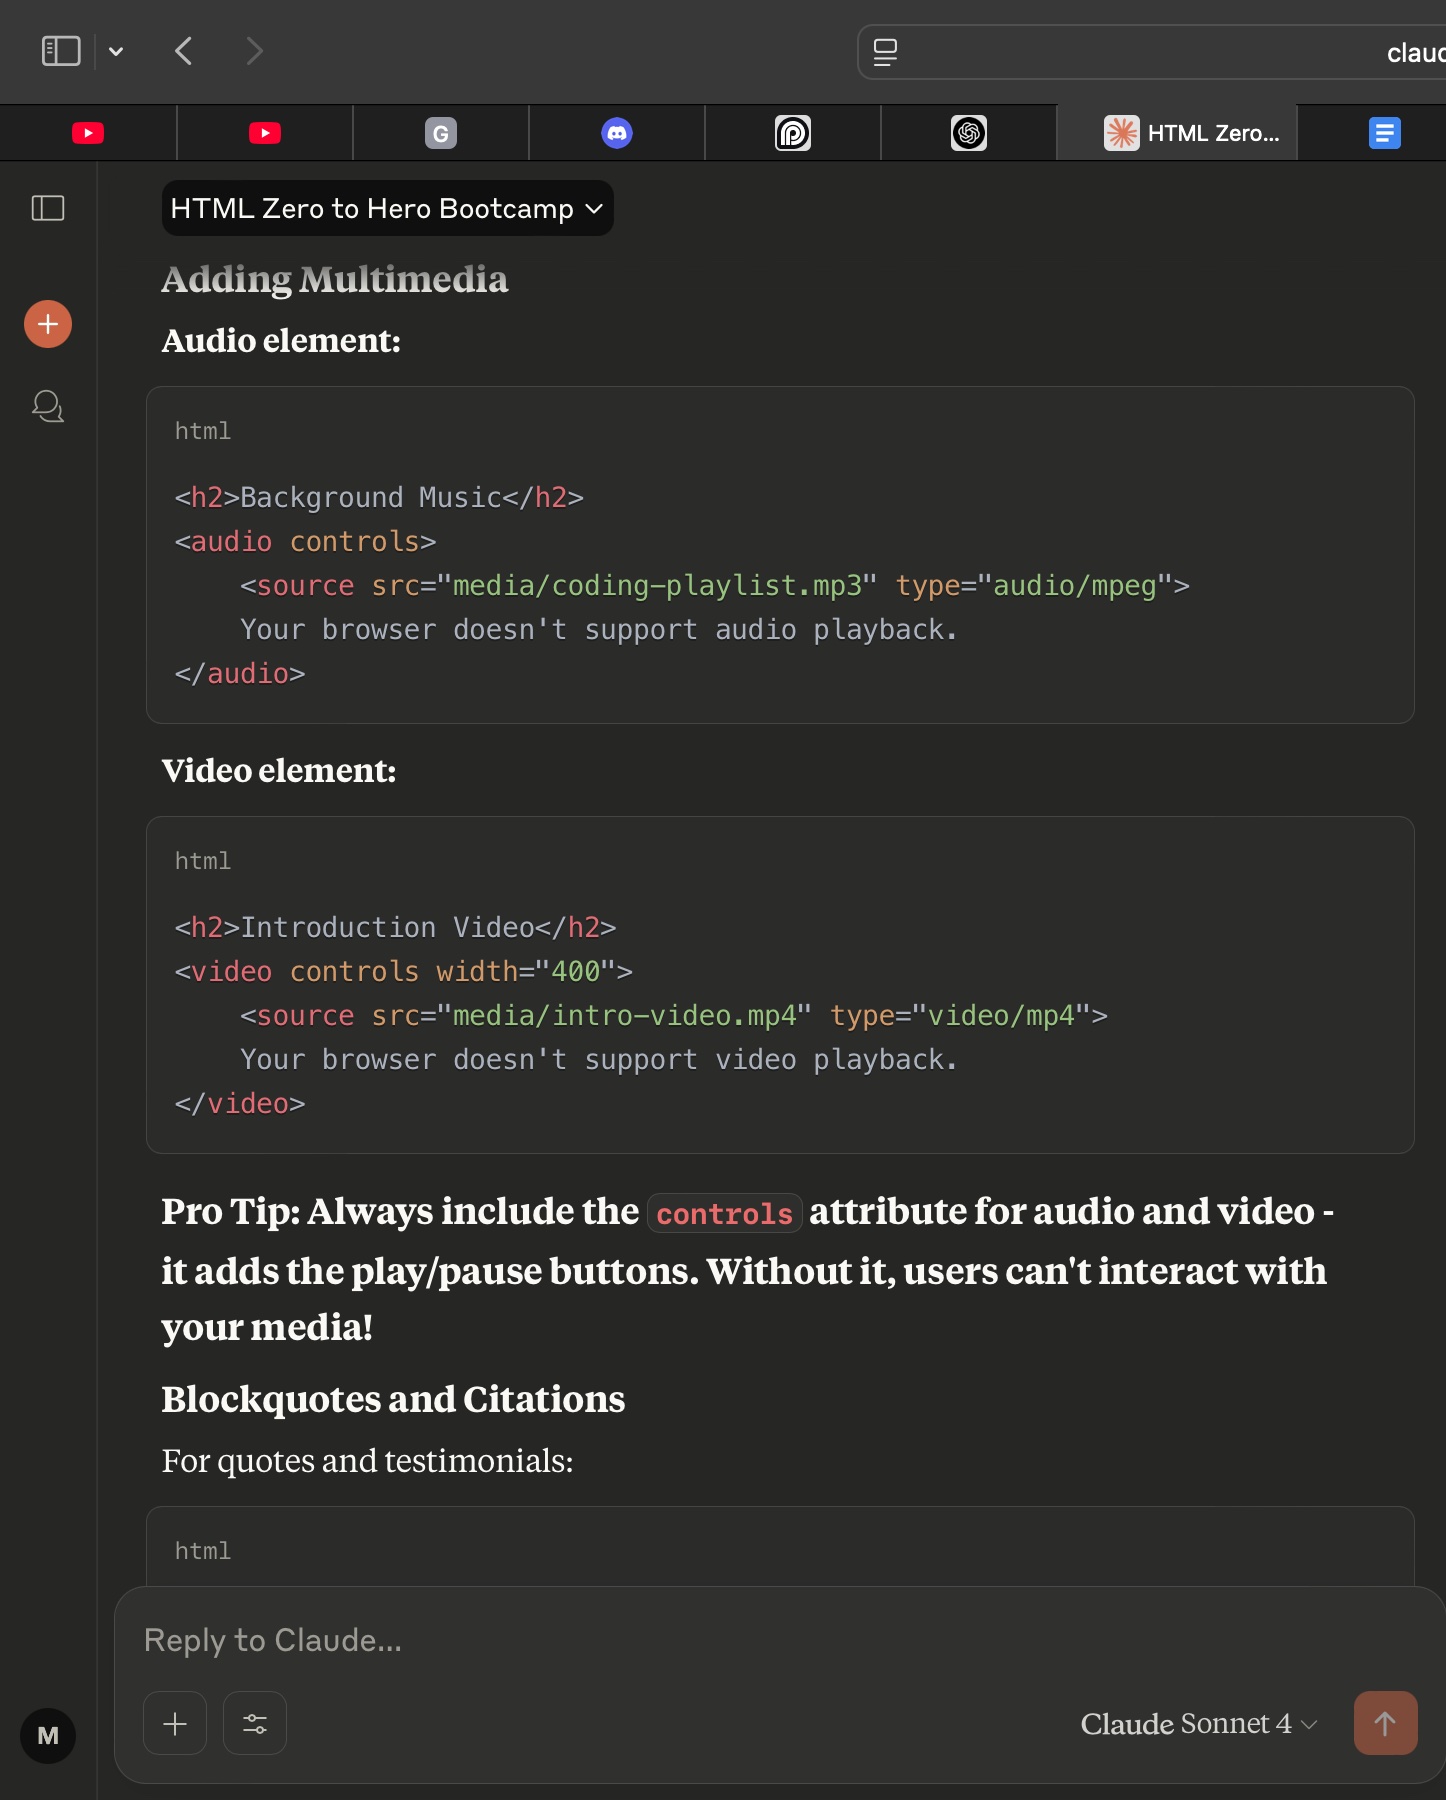 claud
G
HTML Zero...
HTML Zero to Hero Bootcamp
Adding Multimedia
Audio element:
html
<h2>Background Music</h2>
<audio controls>
    <source src="media/coding-playlist.mp3" type="audio/mpeg">
    Your browser doesn't support audio playback.
</audio>
Video element:
html
<h2>Introduction Video</h2>
<video controls width="400">
    <source src="media/intro-video.mp4" type="video/mp4">
    Your browser doesn't support video playback.
</video>
Pro Tip: Always include the controls attribute for audio and video -
it adds the play/pause buttons. Without it, users can't interact with
your media!
Blockquotes and Citations
For quotes and testimonials:
html
Reply to Claude...
M
Claude Sonnet 4